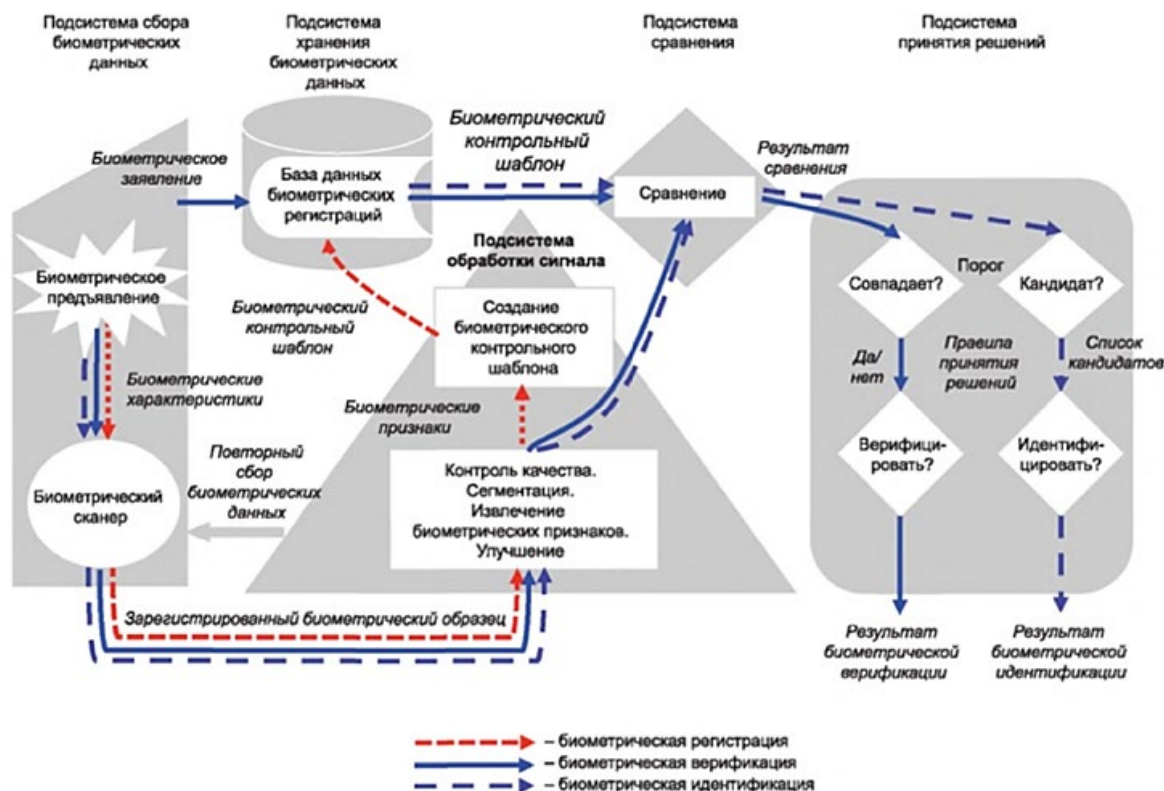 Подсистема сбора
биометрических
данных
Подсистема
хранения
биометрических
данных
Подсистема
сравнения
Подсистема
принятия решений
Биометрическое
заявление
База данных
биометрических
регистраций
Биометрический
контрольный
шаблон
Сравнение
Результат
сравнения
Биометрическое
предъявление
Подсистема
обработки сигнала
Биометрический
контрольный
шаблон
Создание
биометрического
контрольного
шаблона
Совпадает?
Порог
Кандидат?
Да/
нет
Правила
принятия
решений
Список
кандидатов
Биометрические
характеристики
Биометрические
признаки
Биометрический
сканер
Повторный
сбор
биометрических
данных
Контроль качества.
Сегментация.
Извлечение
биометрических признаков.
Улучшение
Верифици-
ровать?
Идентифи-
цировать?
Зарегистрированный биометрический образец
Результат
биометрической
верификации
Результат
биометрической
идентификации
– биометрическая регистрация
– биометрическая верификация
– биометрическая идентификация